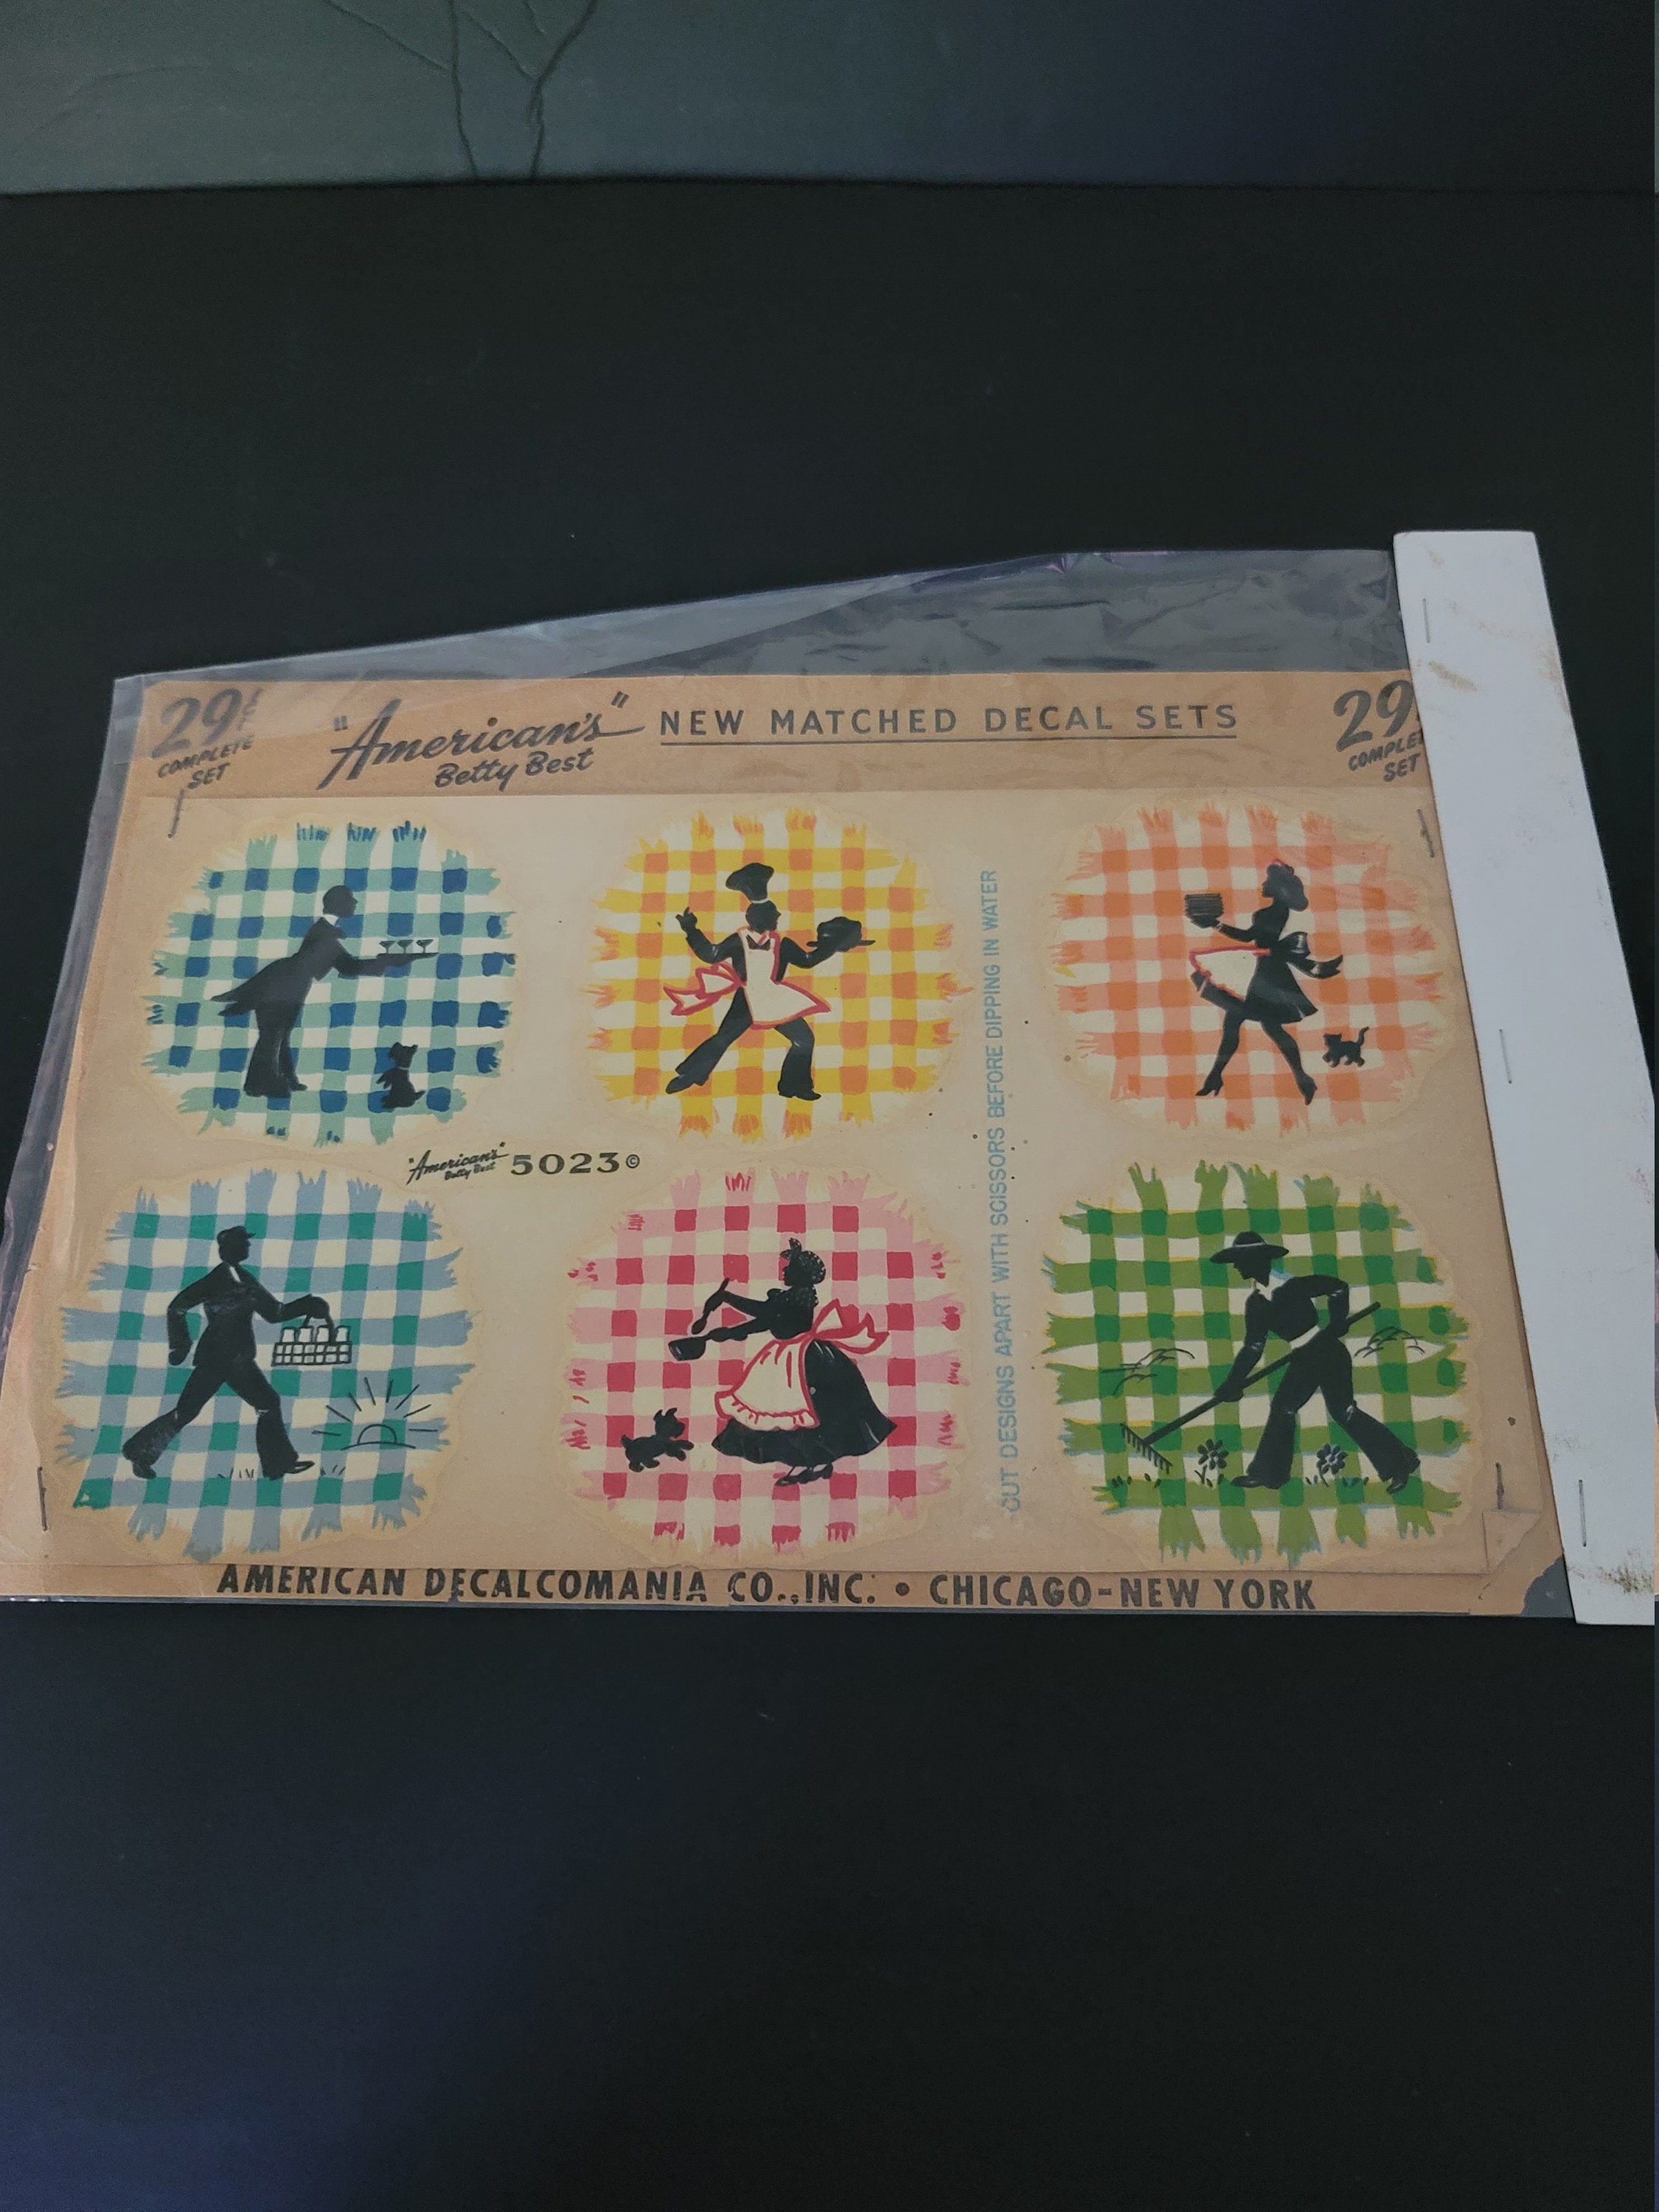 29¢
COMPLETE
SET
"American's"
Betty Best
NEW MATCHED DECAL SETS
29
COMPLE
SET
CUT DESIGNS APART WITH SCISSORS BEFORE DIPPING IN WATER
"American's"
Betty Best
5023©
AMERICAN DECALCOMANIA CO., INC. • CHICAGO-NEW YORK